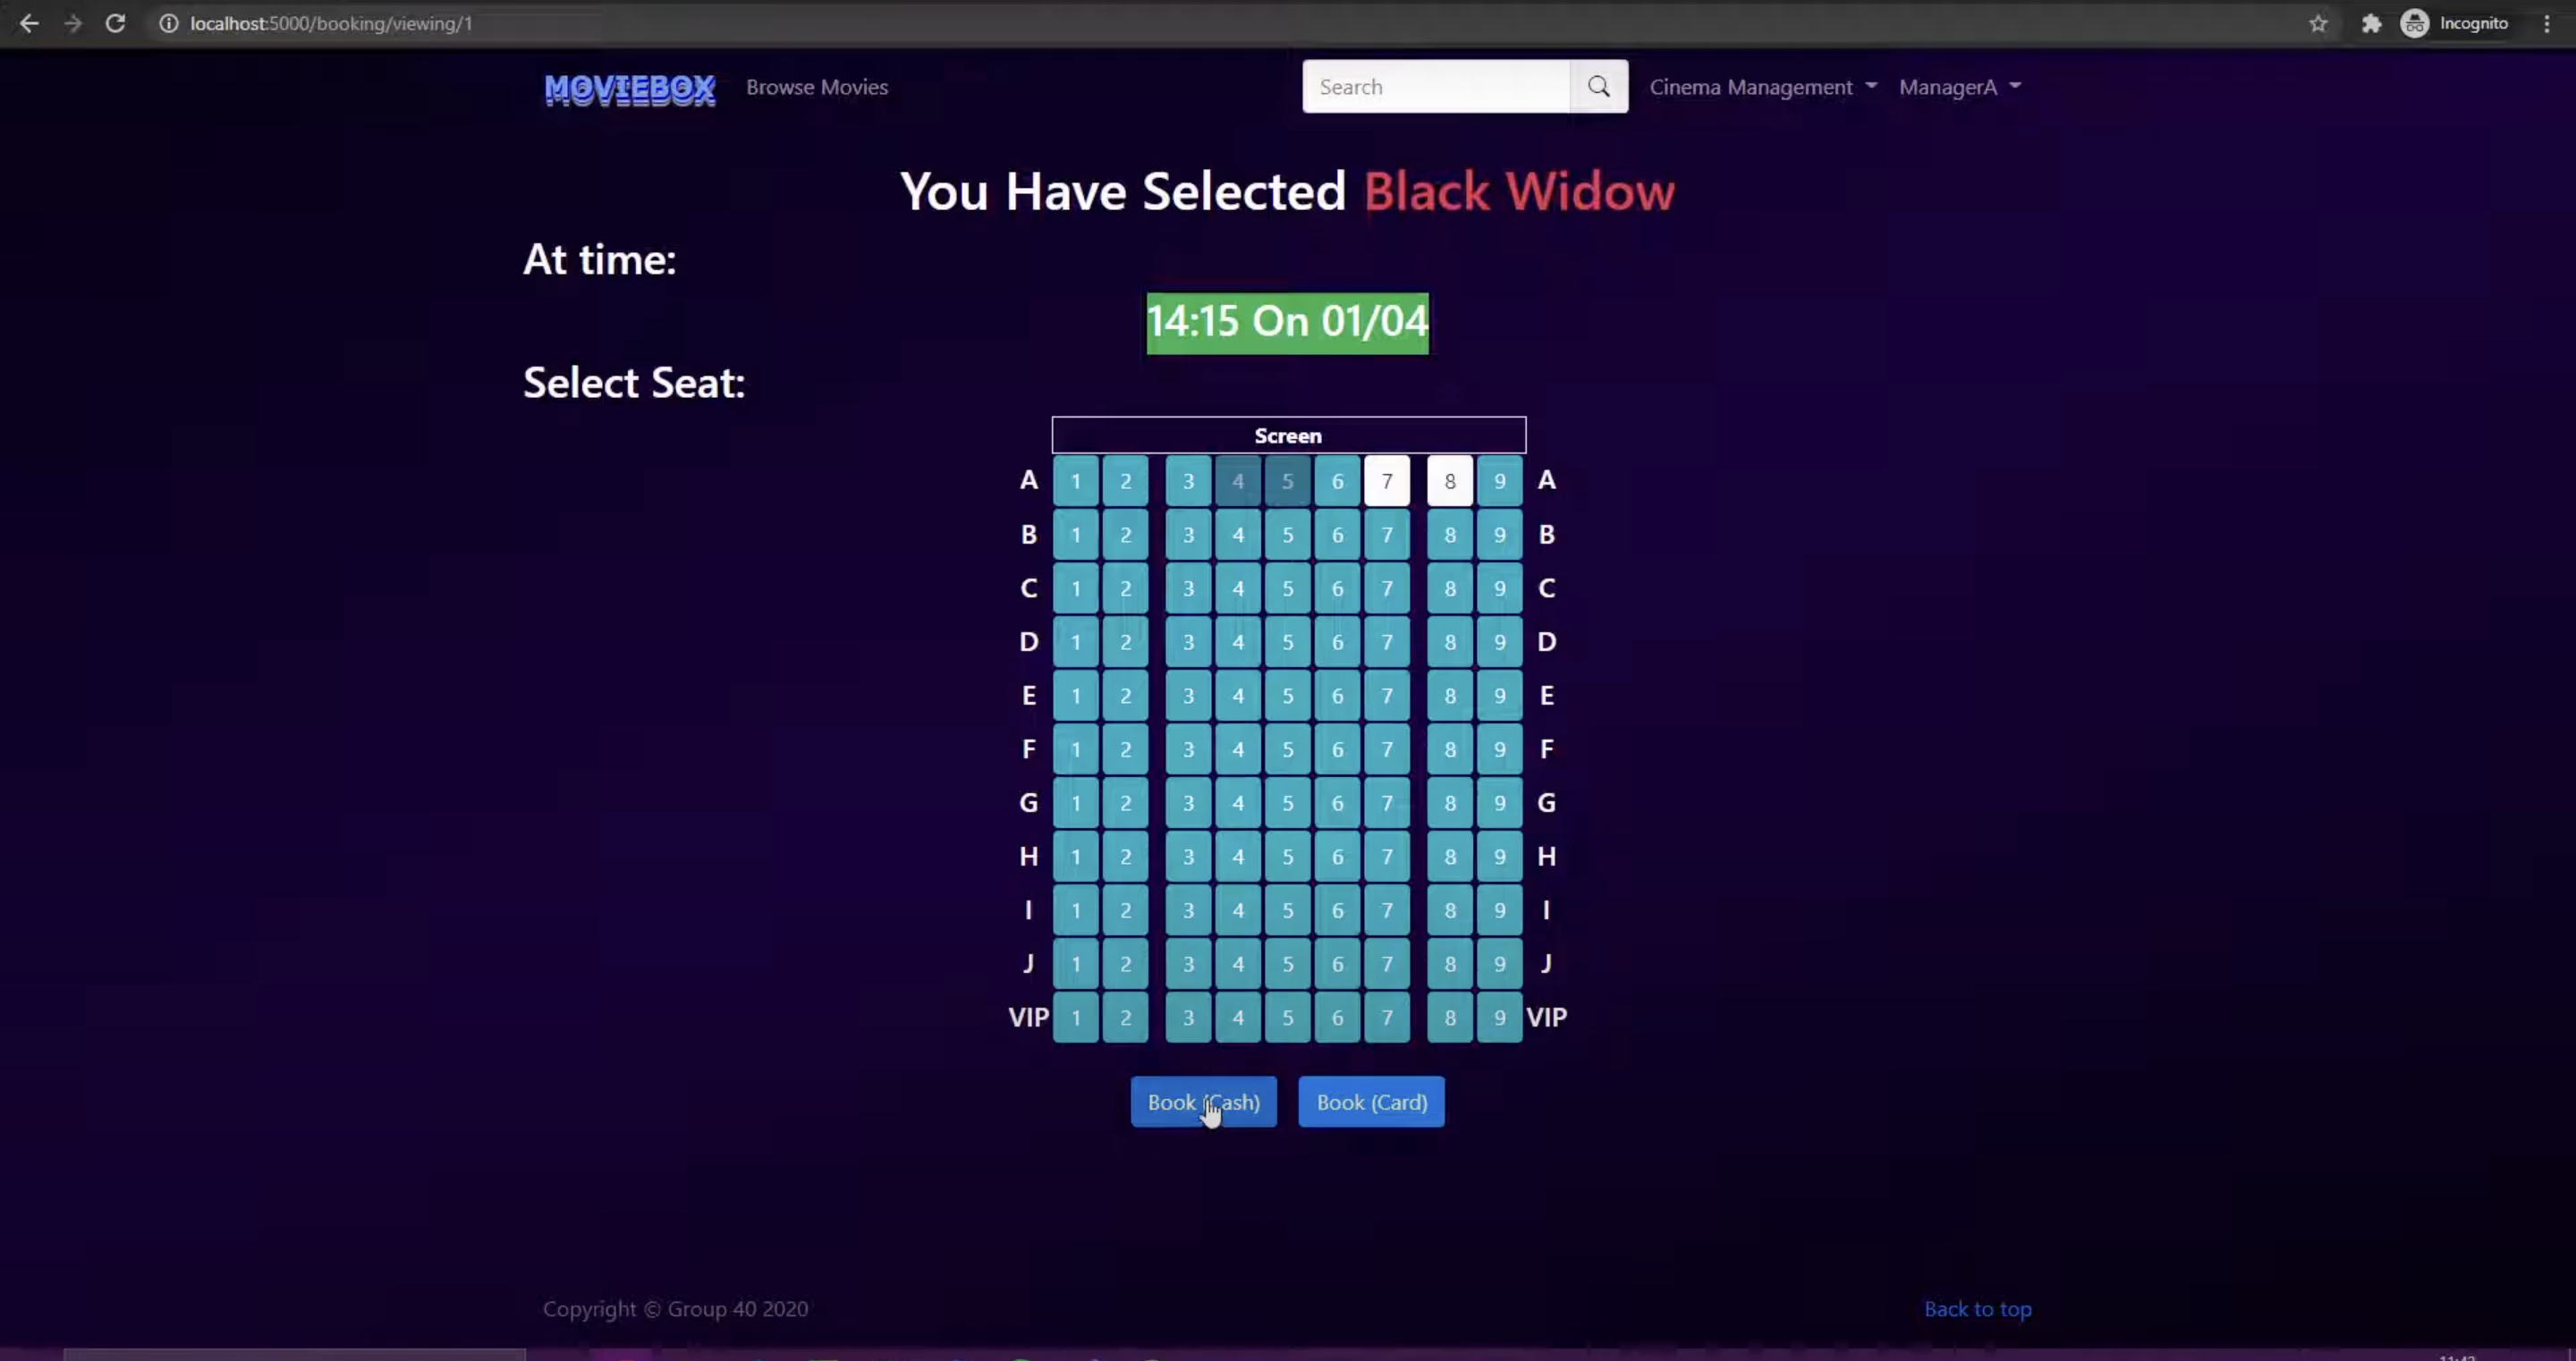 localhost:5000/booking/viewing/1 Incognito
MOVIEBOX Browse Movies Search Cinema Management ManagerA
You Have Selected Black Widow
At time:
14:15 On 01/04
Select Seat:
Screen
A 1 2 3 4 5 6 7 8 9 A
B 1 2 3 4 5 6 7 8 9 B
C 1 2 3 4 5 6 7 8 9 C
D 1 2 3 4 5 6 7 8 9 D
E 1 2 3 4 5 6 7 8 9 E
F 1 2 3 4 5 6 7 8 9 F
G 1 2 3 4 5 6 7 8 9 G
H 1 2 3 4 5 6 7 8 9 H
I 1 2 3 4 5 6 7 8 9 I
J 1 2 3 4 5 6 7 8 9 J
VIP 1 2 3 4 5 6 7 8 9 VIP
Book (Cash) Book (Card)
Copyright © Group 40 2020 Back to top